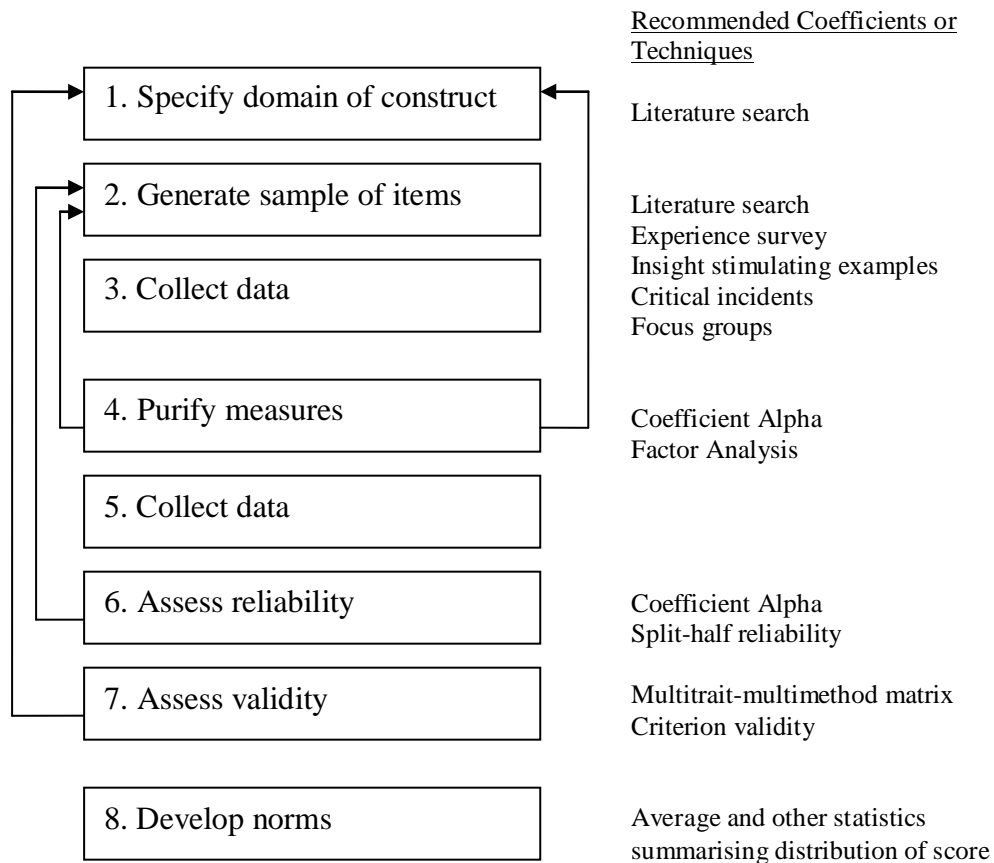 Recommended Coefficients or
Techniques
1. Specify domain of construct
Literature search
2. Generate sample of items
Literature search
Experience survey
Insight stimulating examples
Critical incidents
Focus groups
3. Collect data
4. Purify measures
Coefficient Alpha
Factor Analysis
5. Collect data
6. Assess reliability
Coefficient Alpha
Split-half reliability
7. Assess validity
Multitrait-multimethod matrix
Criterion validity
8. Develop norms
Average and other statistics
summarising distribution of score